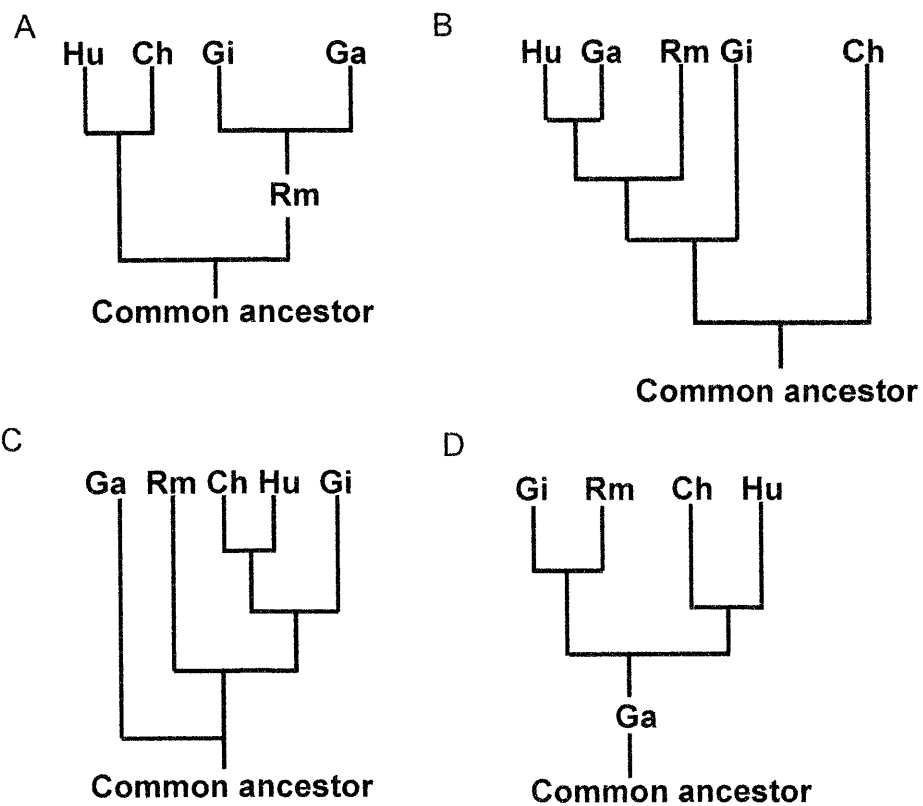 A
Hu Ch Gi Ga
Rm
Common ancestor
B
Hu Ga Rm Gi Ch
Common ancestor
C
Ga Rm Ch Hu Gi
Common ancestor
D
Gi Rm Ch Hu
Ga
Common ancestor